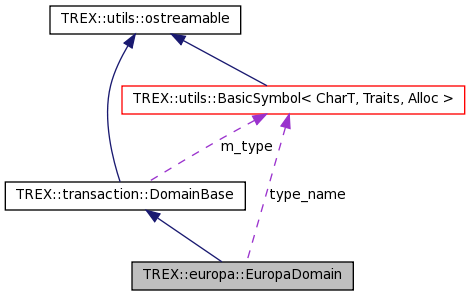 TREX::utils::ostreamable
TREX::utils::BasicSymbol< CharT, Traits, Alloc >
m_type
TREX::transaction::DomainBase
type_name
TREX::europa::EuropaDomain